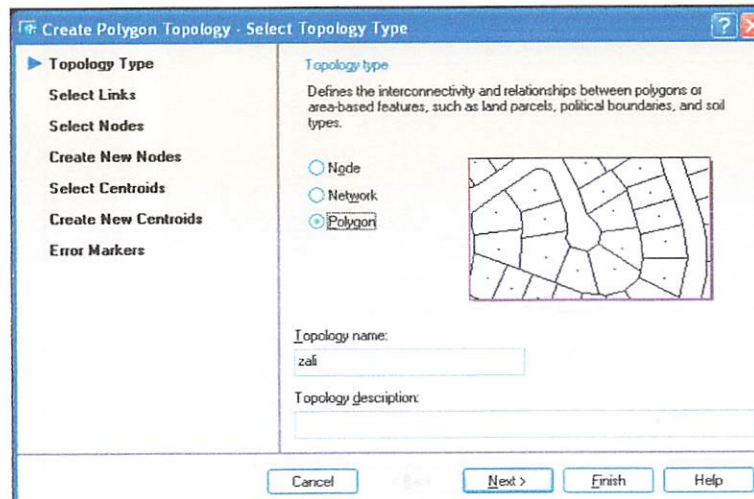 Create Polygon Topology - Select Topology Type
Topology Type
Select Links
Select Nodes
Create New Nodes
Select Centroids
Create New Centroids
Error Markers
Topology type
Defines the interconnectivity and relationships between polygons or
area-based features, such as land parcels, political boundaries, and soil
types.
Node
Network
Polygon
Topology name:
zali
Topology description:
Cancel
Next >
Finish
Help